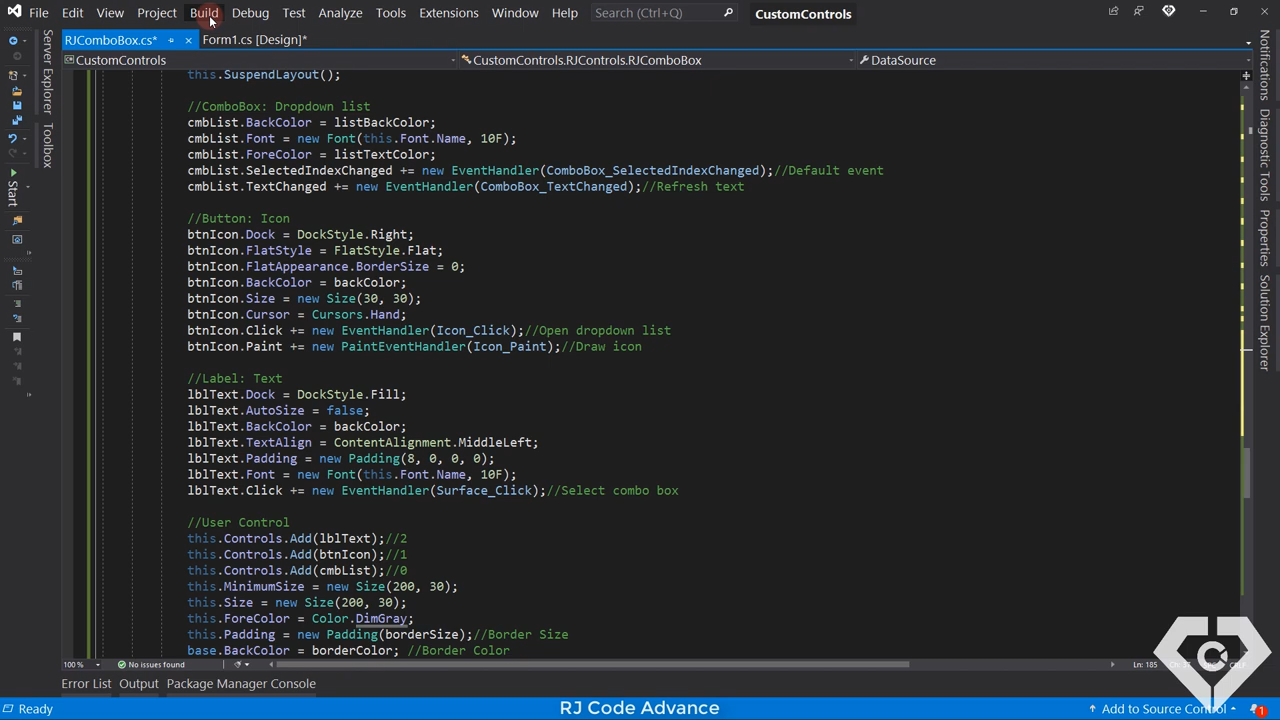 File Edit View Project Build Debug Test Analyze Tools Extensions Window Help Search (Ctrl+Q) CustomControls
RJComboBox.cs* Form1.cs [Design]*
CustomControls CustomControls.RJControls.RJComboBox DataSource
Server Explorer
Toolbox
Start
this.SuspendLayout();
//ComboBox: Dropdown list
cmbList.BackColor = listBackColor;
cmbList.Font = new Font(this.Font.Name, 10F);
cmbList.ForeColor = listTextColor;
cmbList.SelectedIndexChanged += new EventHandler(ComboBox_SelectedIndexChanged);//Default event
cmbList.TextChanged += new EventHandler(ComboBox_TextChanged);//Refresh text
//Button: Icon
btnIcon.Dock = DockStyle.Right;
btnIcon.FlatStyle = FlatStyle.Flat;
btnIcon.FlatAppearance.BorderSize = 0;
btnIcon.BackColor = backColor;
btnIcon.Size = new Size(30, 30);
btnIcon.Cursor = Cursors.Hand;
btnIcon.Click += new EventHandler(Icon_Click);//Open dropdown list
btnIcon.Paint += new PaintEventHandler(Icon_Paint);//Draw icon
//Label: Text
lblText.Dock = DockStyle.Fill;
lblText.AutoSize = false;
lblText.BackColor = backColor;
lblText.TextAlign = ContentAlignment.MiddleLeft;
lblText.Padding = new Padding(8, 0, 0, 0);
lblText.Font = new Font(this.Font.Name, 10F);
lblText.Click += new EventHandler(Surface_Click);//Select combo box
//User Control
this.Controls.Add(lblText);//2
this.Controls.Add(btnIcon);//1
this.Controls.Add(cmbList);//0
this.MinimumSize = new Size(200, 30);
this.Size = new Size(200, 30);
this.ForeColor = Color.DimGray;
this.Padding = new Padding(borderSize);//Border Size
base.BackColor = borderColor; //Border Color
Notifications
Diagnostic Tools
Properties
Solution Explorer
100 % No issues found Ln: 185
Error List Output Package Manager Console
Ready RJ Code Advance Add to Source Control 1